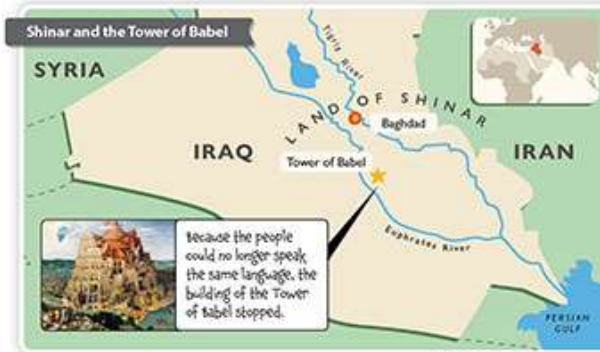 Shinar and the Tower of Babel
SYRIA
Tigris River
LAND OF SHINAR
Baghdad
IRAQ
IRAN
Tower of Babel
Euphrates River
Because the people
could no longer speak
the same language, the
building of the Tower
of Babel stopped.
PERSIAN
GULF